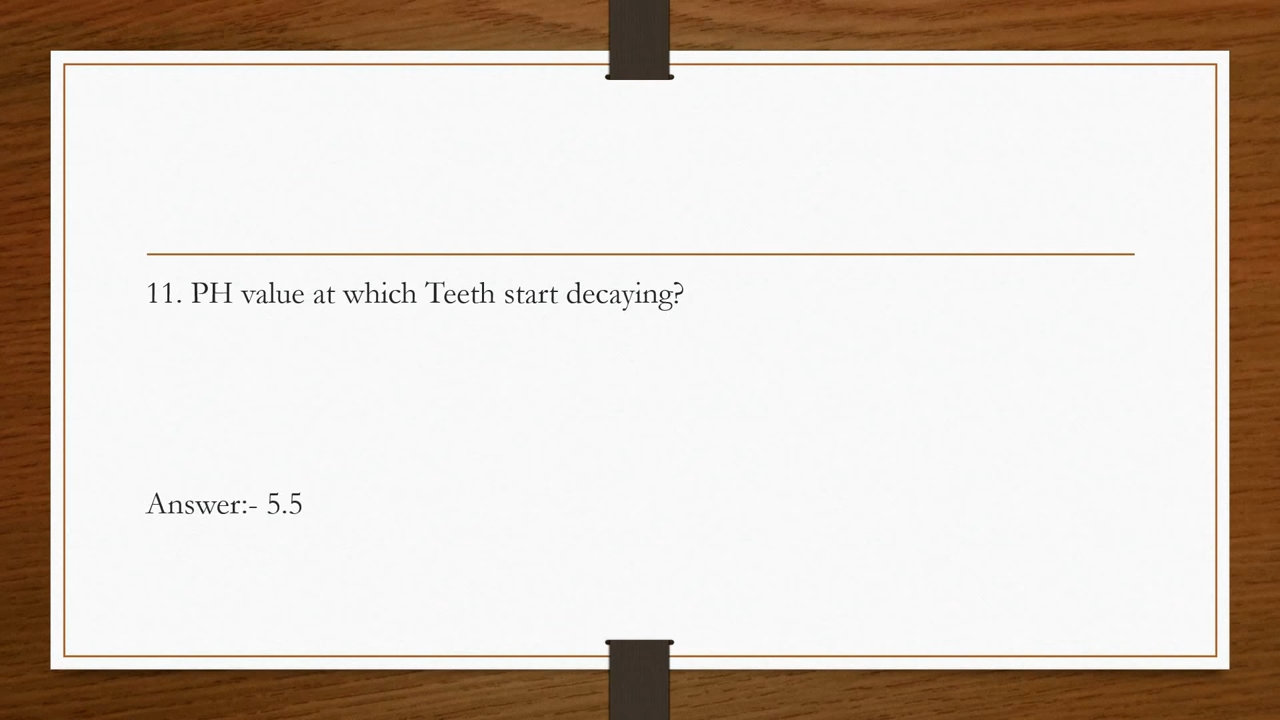 11. PH value at which Teeth start decaying?
Answer:- 5.5